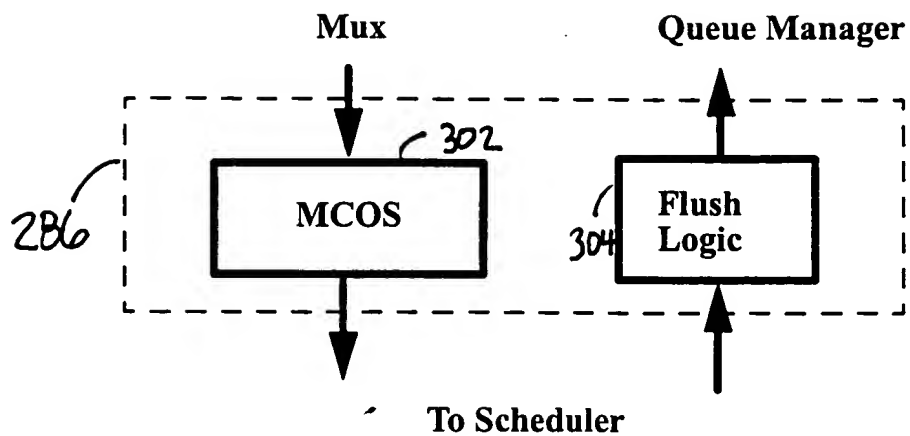 Mux
Queue Manager
302
MCOS
286
304
Flush
Logic
To Scheduler